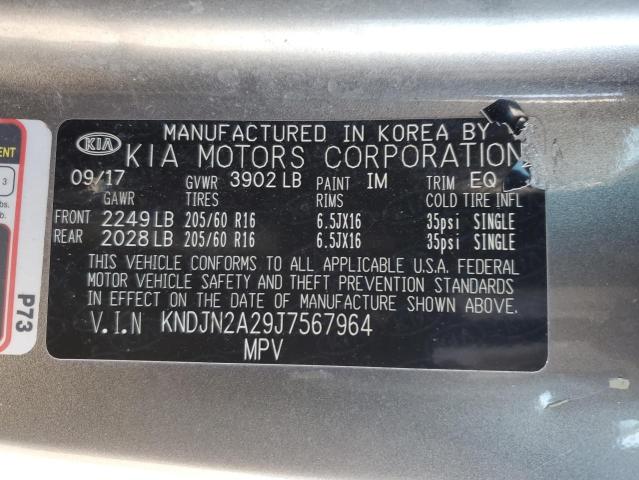 MANUFACTURED IN KOREA BY
KIA KIA MOTORS CORPORATION
09/17 GVWR 3902 LB PAINT IM TRIM EQ
GAWR TIRES RIMS COLD TIRE INFL
FRONT 2249 LB 205/60 R16 6.5JX16 35psi SINGLE
REAR 2028 LB 205/60 R16 6.5JX16 35psi SINGLE
THIS VEHICLE CONFORMS TO ALL APPLICABLE U.S.A. FEDERAL
MOTOR VEHICLE SAFETY AND THEFT PREVENTION STANDARDS
IN EFFECT ON THE DATE OF MANUFACTURE SHOWN ABOVE.
V.I.N KNDJN2A29J7567964
MPV
3
P73